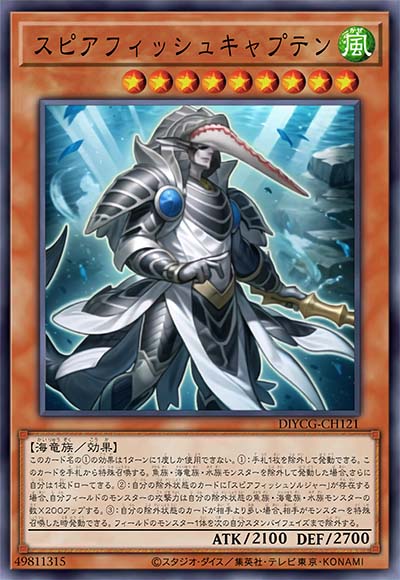 スピアフィッシュキャプテン
風
DIYCG-CH121
【海竜族／効果】
このカード名の①の効果は1ターンに1度しか使用できない。①：手札1枚を除外して発動できる。こ
のカードを手札から特殊召喚する。魚族・海竜族・水族モンスターを除外して発動した場合、さらに
自分は1枚ドローできる。②：自分の除外状態のカードに「スピアフィッシュソルジャー」が存在する
場合、自分フィールドのモンスターの攻撃力は自分の除外状態の魚族・海竜族・水族モンスターの
数×200アップする。③：自分の除外状態のカードが相手より多い場合、相手がモンスターを特殊
召喚した時発動できる。フィールドのモンスター1体を次の自分スタンバイフェイズまで除外する。
ATK/2100 DEF/2700
49811315
©スタジオ・ダイス／集英社・テレビ東京・KONAMI